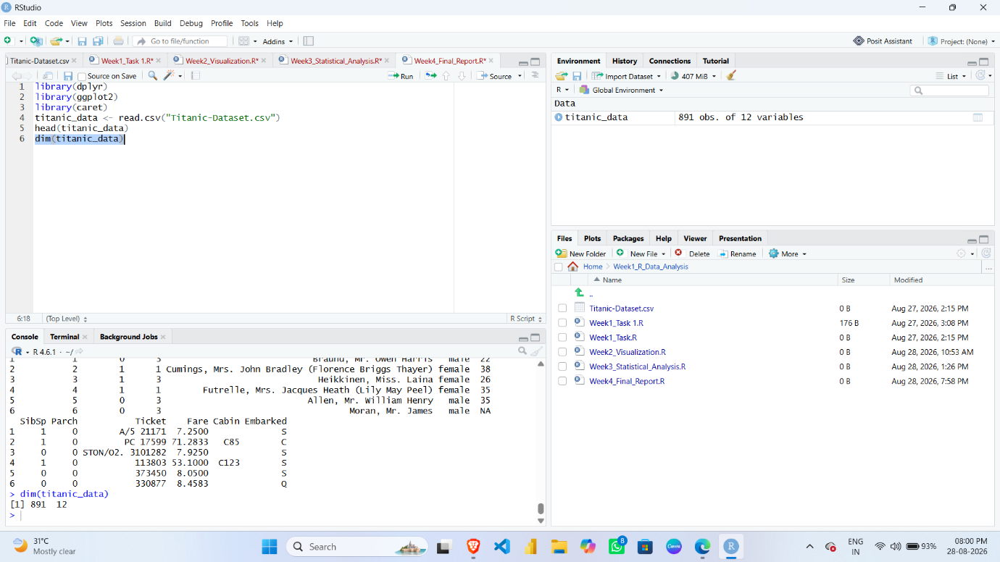 RStudio
File Edit Code View Plots Session Build Debug Profile Tools Help
Go to file/function Addins Posit Assistant Project: (None)
Titanic-Dataset.csv Week1_Task 1.R* Week2_Visualization.R* Week3_Statistical_Analysis.R* Week4_Final_Report.R*
Source on Save Run Source
1 library(dplyr)
2 library(ggplot2)
3 library(caret)
4 titanic_data <- read.csv("Titanic-Dataset.csv")
5 head(titanic_data)
6 dim(titanic_data)
6:18 (Top Level) R Script
Console Terminal Background Jobs
R 4.6.1 · ~/
1 1 0 3 Braund, Mr. Owen Harris male 22
2 2 1 1 Cumings, Mrs. John Bradley (Florence Briggs Thayer) female 38
3 3 1 3 Heikkinen, Miss. Laina female 26
4 4 1 1 Futrelle, Mrs. Jacques Heath (Lily May Peel) female 35
5 5 0 3 Allen, Mr. William Henry male 35
6 6 0 3 Moran, Mr. James male NA
SibSp Parch Ticket Fare Cabin Embarked
1 1 0 A/5 21171 7.2500 S
2 1 0 PC 17599 71.2833 C85 C
3 0 0 STON/O2. 3101282 7.9250 S
4 1 0 113803 53.1000 C123 S
5 0 0 373450 8.0500 S
6 0 0 330877 8.4583 Q
> dim(titanic_data)
[1] 891 12
>
Environment History Connections Tutorial
Import Dataset 407 MiB List
R Global Environment
Data
titanic_data 891 obs. of 12 variables
Files Plots Packages Help Viewer Presentation
New Folder New File Delete Rename More
Home Week1_R_Data_Analysis ...
Name Size Modified
..
Titanic-Dataset.csv 0 B Aug 27, 2026, 2:15 PM
Week1_Task 1.R 176 B Aug 27, 2026, 3:08 PM
Week1_Task.R 0 B Aug 27, 2026, 2:15 PM
Week2_Visualization.R 0 B Aug 28, 2026, 10:53 AM
Week3_Statistical_Analysis.R 0 B Aug 28, 2026, 1:26 PM
Week4_Final_Report.R 0 B Aug 28, 2026, 7:58 PM
31°C
Mostly clear
Search
8
ENG
IN
93%
08:00 PM
28-08-2026